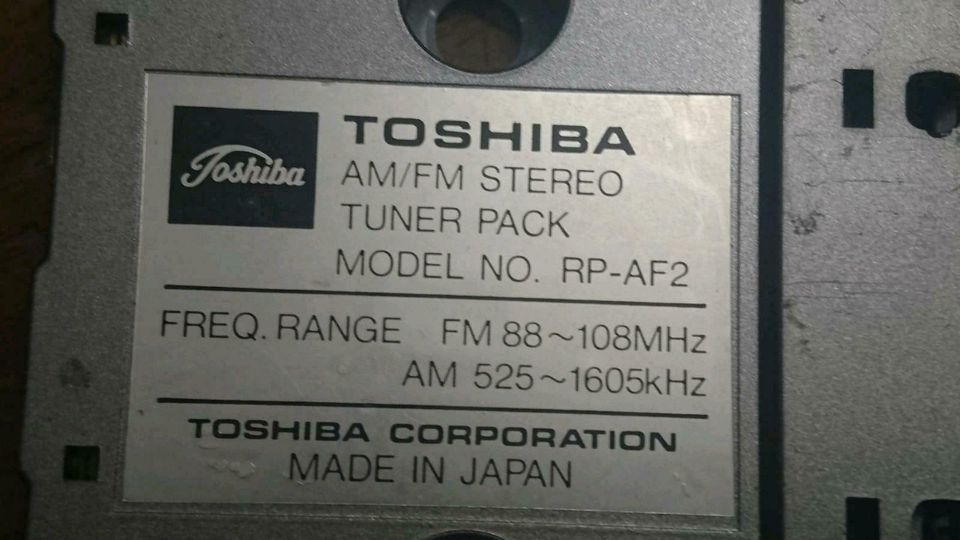 Toshiba
TOSHIBA
AM/FM STEREO
TUNER PACK
MODEL NO. RP-AF2
FREQ. RANGE FM 88~108MHz
AM 525~1605kHz
TOSHIBA CORPORATION
MADE IN JAPAN